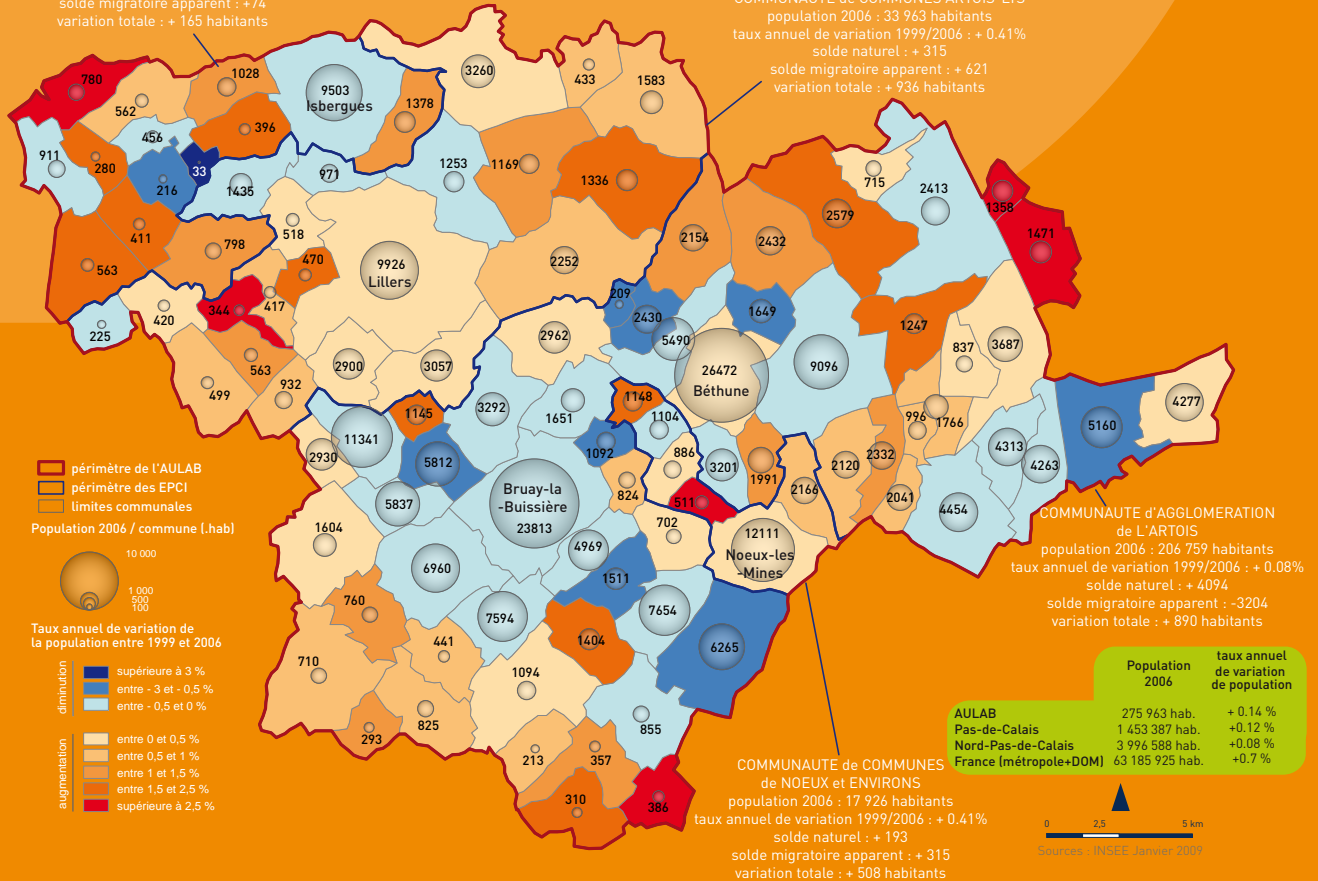 solde migratoire apparent : +74
variation totale : + 165 habitants
COMMUNAUTE de COMMUNES ARTOIS-LYS
population 2006 : 33 963 habitants
taux annuel de variation 1999/2006 : + 0.41%
solde naturel : + 315
solde migratoire apparent : + 621
variation totale : + 936 habitants
780
562
1028
9503
Isbergues
1378
3260
433
1583
456
396
911
280
216
33
1435
971
1253
1169
1336
715
2413
1358
1471
411
798
518
470
9926
Lillers
2252
2154
2432
2579
563
344
417
209
2430
1649
5490
225
420
499
563
932
2900
3057
2962
26472
Béthune
9096
1247
837
3687
4277
1145
3292
1651
1148
1104
996
1766
11341
2930
5812
1092
886
3201
1991
2120
2332
4313
4263
5160
5837
Bruay-la
-Buissière
23813
824
511
2166
2041
4454
1604
6960
4969
702
12111
Noeux-les
-Mines
1511
760
7594
7654
441
1404
6265
710
1094
825
293
855
213
357
310
386
périmètre de l'AULAB
périmètre des EPCI
limites communales
Population 2006 / commune (.hab)
10 000
1 000
500
100
Taux annuel de variation de
la population entre 1999 et 2006
diminution
supérieure à 3 %
entre - 3 et - 0,5 %
entre - 0,5 et 0 %
augmentation
entre 0 et 0,5 %
entre 0,5 et 1 %
entre 1 et 1,5 %
entre 1,5 et 2,5 %
supérieure à 2,5 %
COMMUNAUTE d'AGGLOMERATION
de L'ARTOIS
population 2006 : 206 759 habitants
taux annuel de variation 1999/2006 : + 0.08%
solde naturel : + 4094
solde migratoire apparent : -3204
variation totale : + 890 habitants
Population
2006
taux annuel
de variation
de population
AULAB 275 963 hab. + 0.14 %
Pas-de-Calais 1 453 387 hab. +0.12 %
Nord-Pas-de-Calais 3 996 588 hab. +0.08 %
France (métropole+DOM) 63 185 925 hab. +0.7 %
COMMUNAUTE de COMMUNES
de NOEUX et ENVIRONS
population 2006 : 17 926 habitants
taux annuel de variation 1999/2006 : + 0.41%
solde naturel : + 193
solde migratoire apparent : + 315
variation totale : + 508 habitants
0 2,5 5 km
Sources : INSEE Janvier 2009